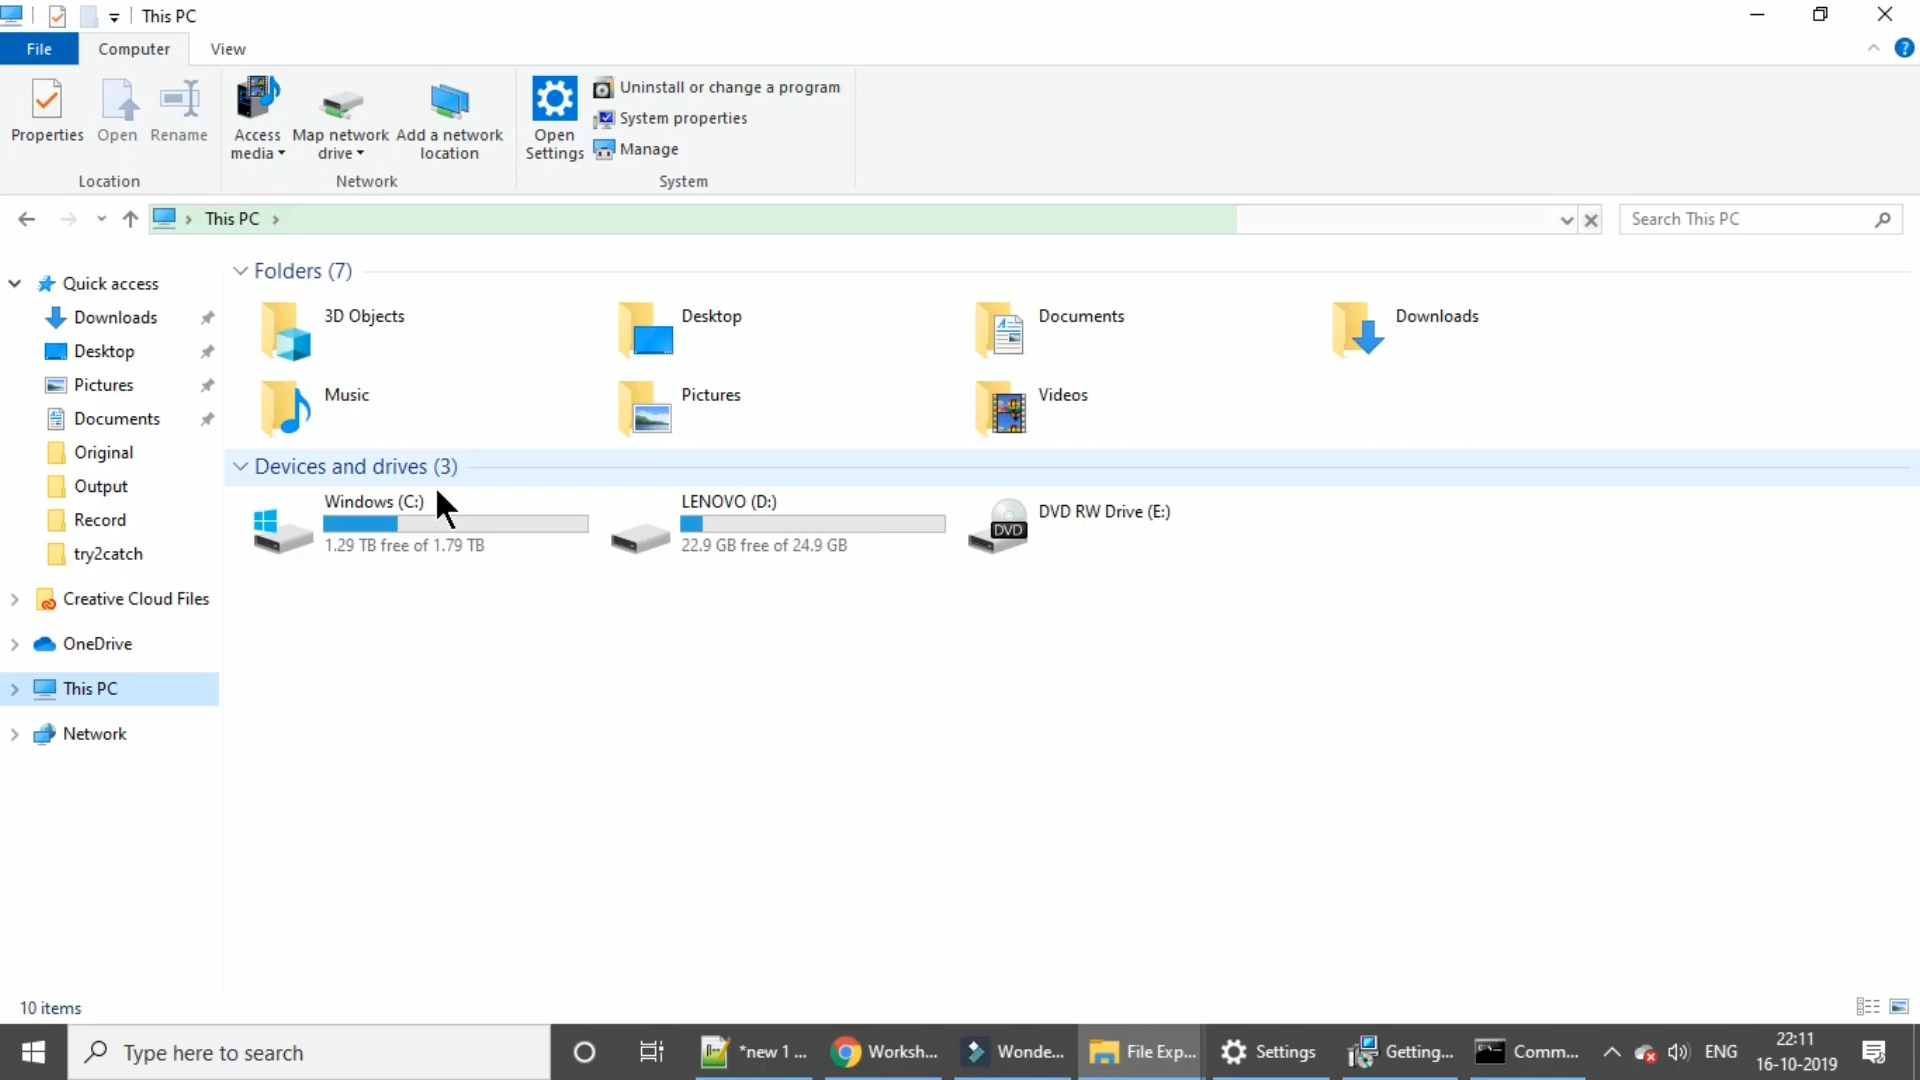 This PC
File
Computer
View
Properties
Open
Rename
Access media
Map network drive
Add a network location
Open Settings
Uninstall or change a program
System properties
Manage
Location
Network
System
This PC
Search This PC
Quick access
Downloads
Desktop
Pictures
Documents
Original
Output
Record
try2catch
Creative Cloud Files
OneDrive
This PC
Network
Folders (7)
3D Objects
Desktop
Documents
Downloads
Music
Pictures
Videos
Devices and drives (3)
Windows (C:)
1.29 TB free of 1.79 TB
LENOVO (D:)
22.9 GB free of 24.9 GB
DVD
DVD RW Drive (E:)
10 items
Type here to search
*new 1 ...
Worksh...
Wonde...
File Exp...
Settings
Getting...
Comm...
ENG
22:11
16-10-2019